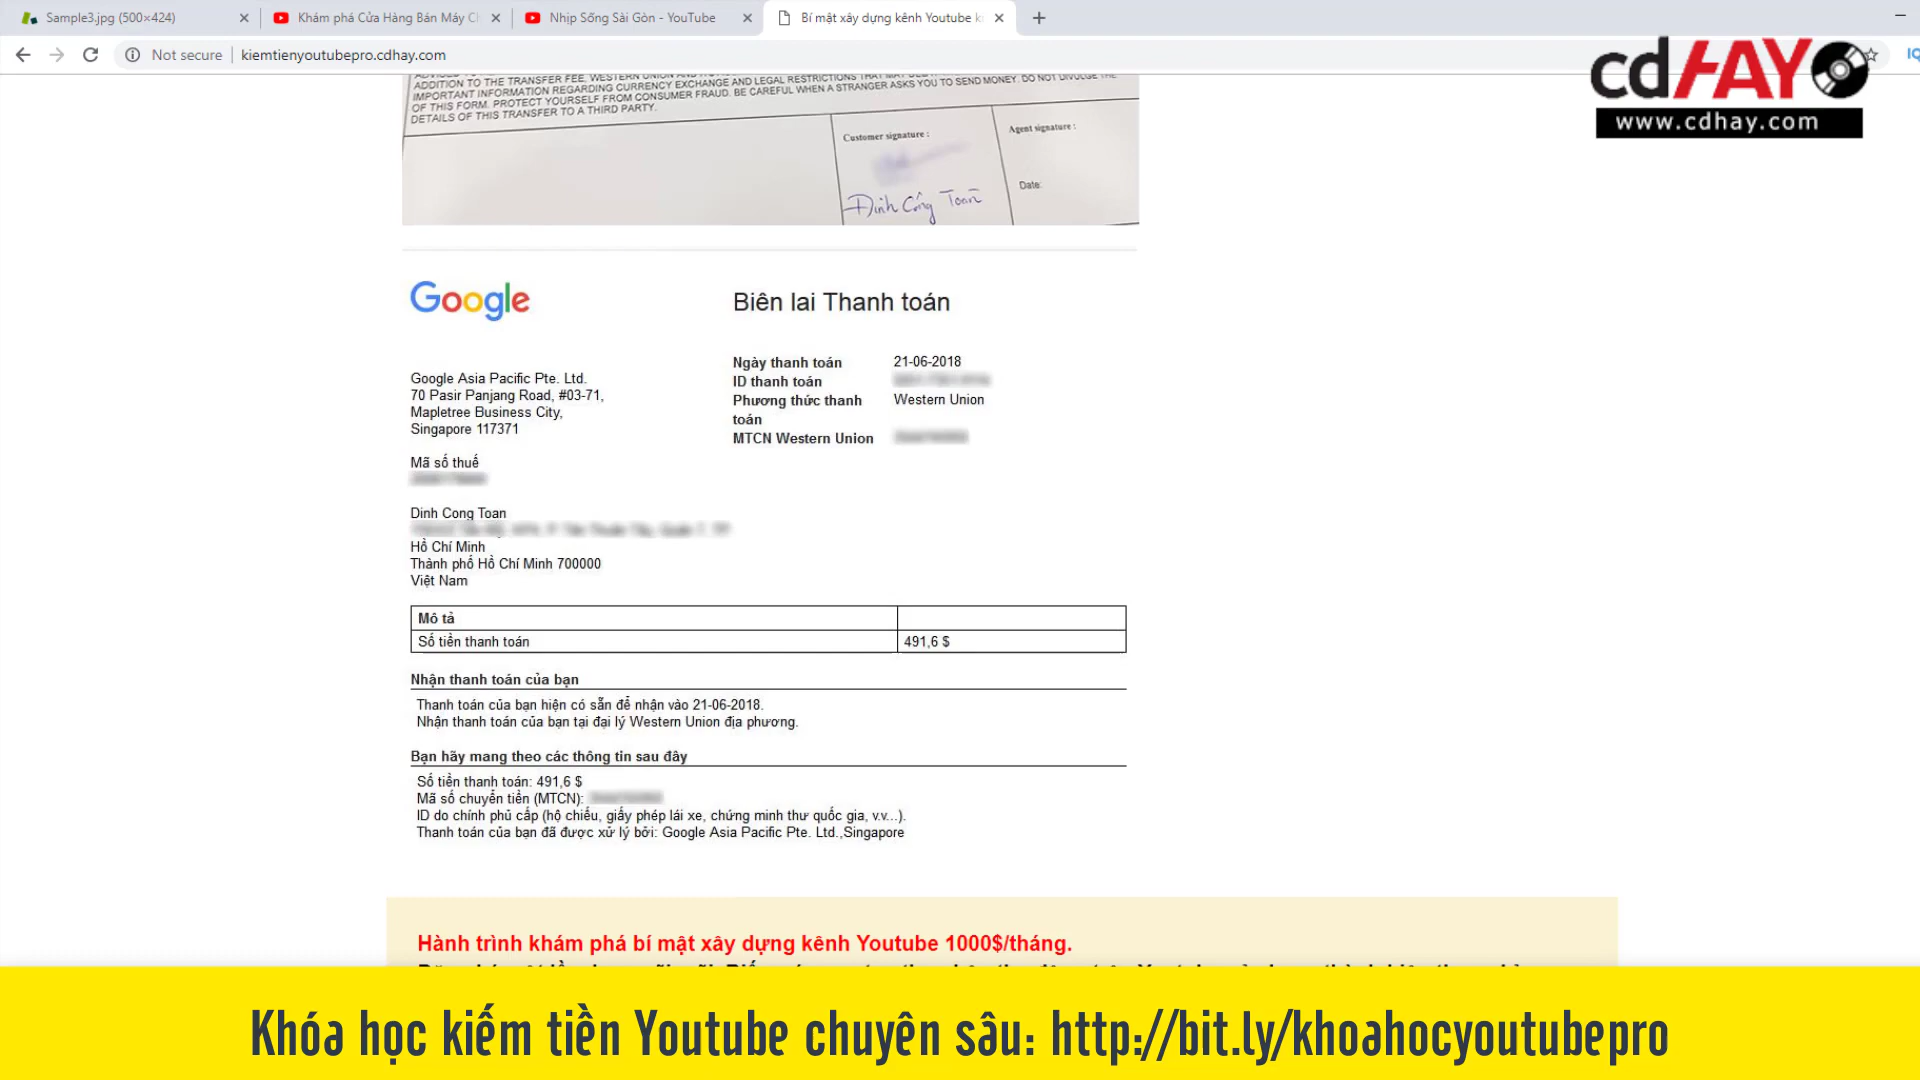 Sample3.jpg (500×424)
Khám phá Cửa Hàng Bán Máy Ch
Nhịp Sống Sài Gòn - YouTube
Bí mật xây dựng kênh Youtube k
Not secure
kiemtienyoutubepro.cdhay.com
cdHAY
www.cdhay.com
ADDITION TO THE TRANSFER FEE, WESTERN UNION AND
IMPORTANT INFORMATION REGARDING CURRENCY EXCHANGE AND LEGAL RESTRICTIONS THAT MAY
OF THIS FORM. PROTECT YOURSELF FROM CONSUMER FRAUD. BE CAREFUL WHEN A STRANGER ASKS YOU TO SEND MONEY. DO NOT DIVULGE THE
DETAILS OF THIS TRANSFER TO A THIRD PARTY.
Customer signature :
Agent signature :
Date:
Đinh Công Toàn
Google
Biên lai Thanh toán
Ngày thanh toán 21-06-2018
ID thanh toán
Phương thức thanh toán Western Union
MTCN Western Union
Google Asia Pacific Pte. Ltd.
70 Pasir Panjang Road, #03-71,
Mapletree Business City,
Singapore 117371
Mã số thuế
Dinh Cong Toan
Hồ Chí Minh
Thành phố Hồ Chí Minh 700000
Việt Nam
Mô tả
Số tiền thanh toán 491,6 $
Nhận thanh toán của bạn
Thanh toán của bạn hiện có sẵn để nhận vào 21-06-2018.
Nhận thanh toán của bạn tại đại lý Western Union địa phương.
Bạn hãy mang theo các thông tin sau đây
Số tiền thanh toán: 491,6 $
Mã số chuyển tiền (MTCN):
ID do chính phủ cấp (hộ chiếu, giấy phép lái xe, chứng minh thư quốc gia, v.v...).
Thanh toán của bạn đã được xử lý bởi: Google Asia Pacific Pte. Ltd.,Singapore
Hành trình khám phá bí mật xây dựng kênh Youtube 1000$/tháng.
Khóa học kiếm tiền Youtube chuyên sâu: http://bit.ly/khoahocyoutubepro